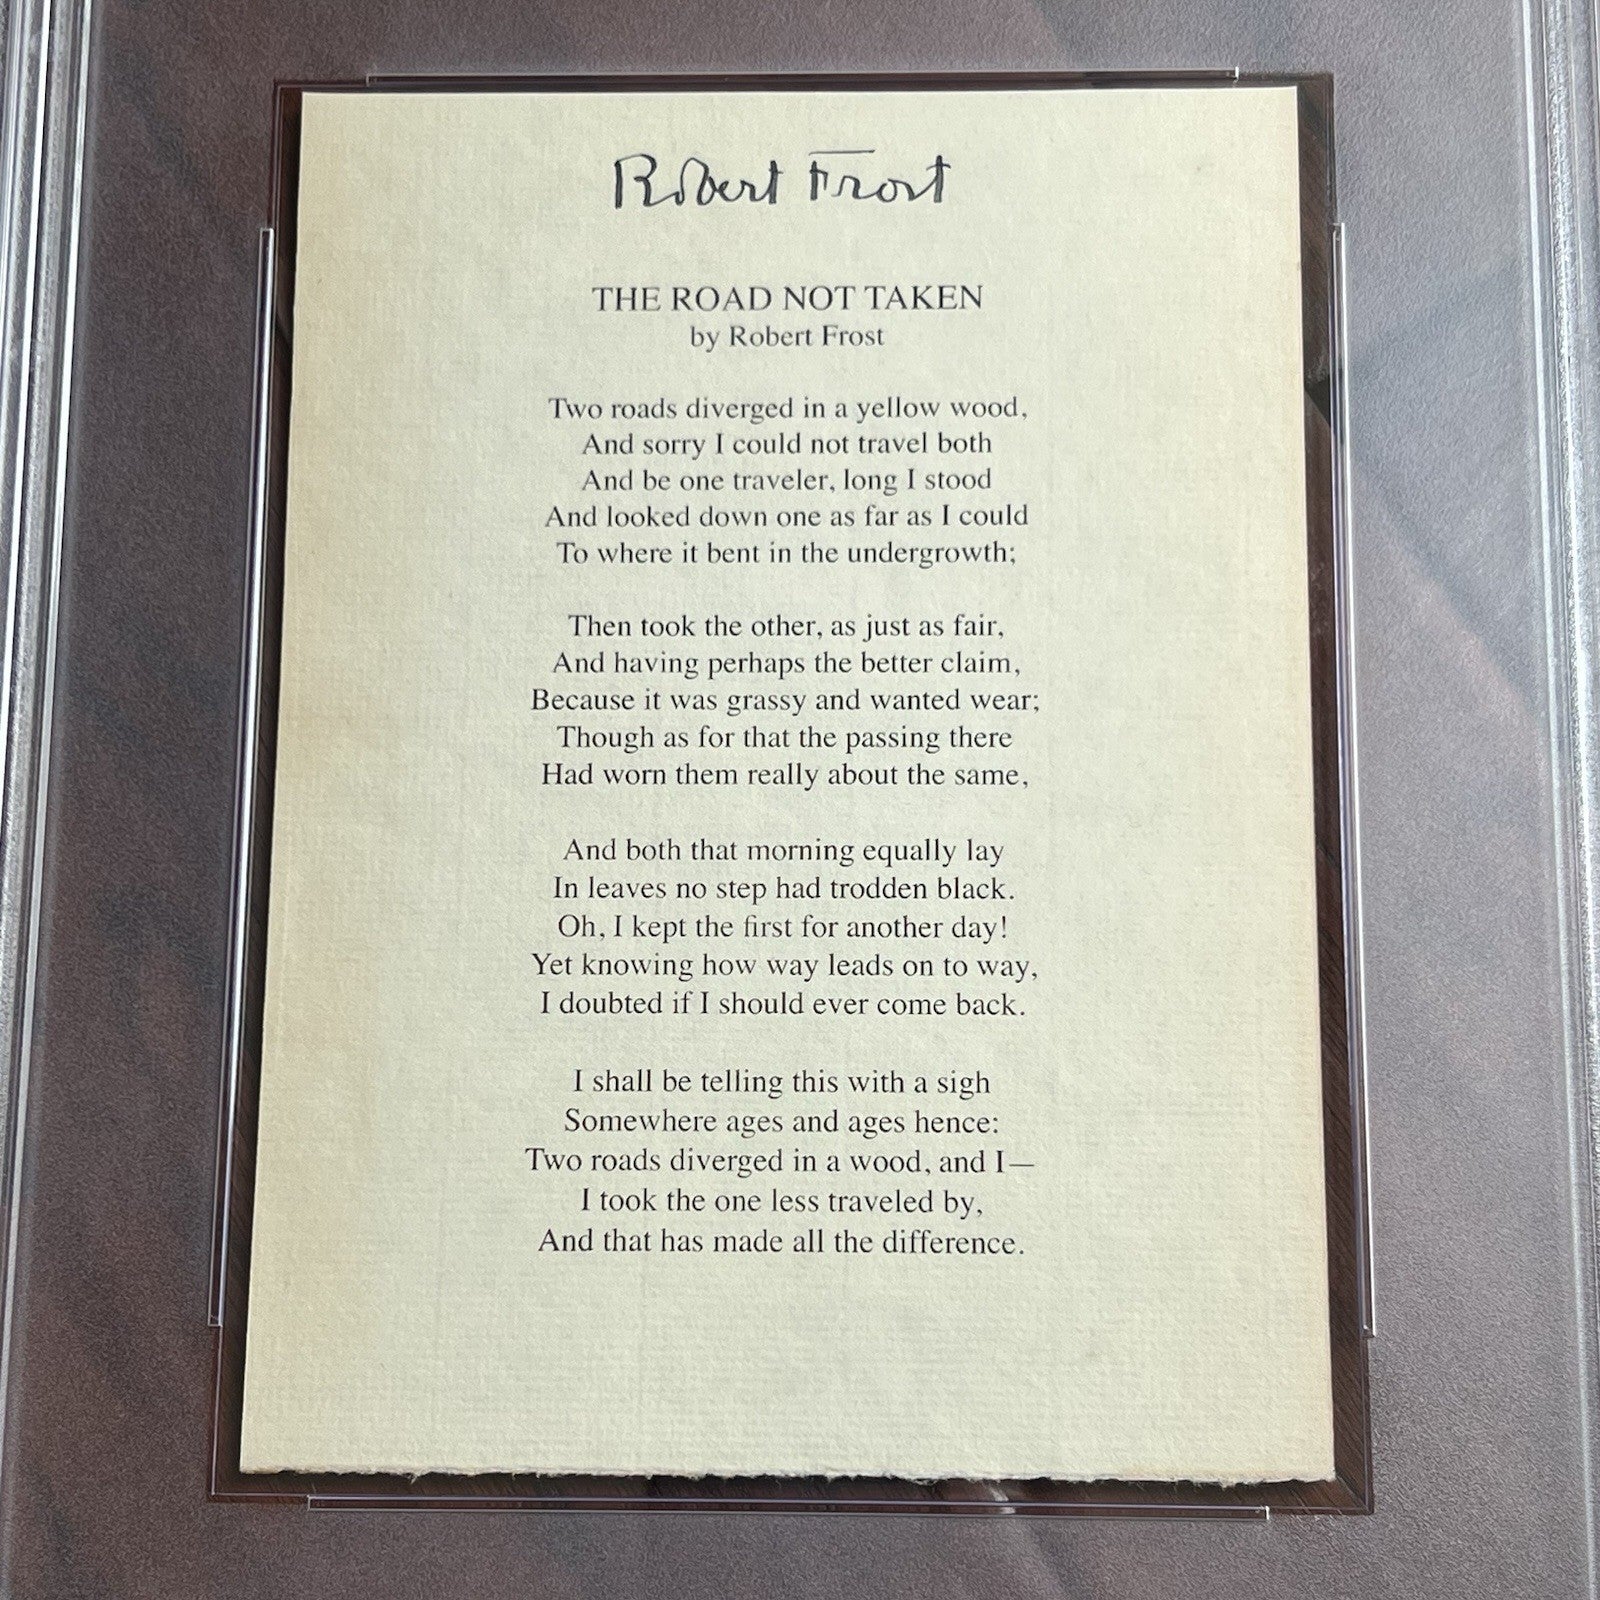 Robert Frost
THE ROAD NOT TAKEN
by Robert Frost
Two roads diverged in a yellow wood,
And sorry I could not travel both
And be one traveler, long I stood
And looked down one as far as I could
To where it bent in the undergrowth;
Then took the other, as just as fair,
And having perhaps the better claim,
Because it was grassy and wanted wear;
Though as for that the passing there
Had worn them really about the same,
And both that morning equally lay
In leaves no step had trodden black.
Oh, I kept the first for another day!
Yet knowing how way leads on to way,
I doubted if I should ever come back.
I shall be telling this with a sigh
Somewhere ages and ages hence:
Two roads diverged in a wood, and I—
I took the one less traveled by,
And that has made all the difference.